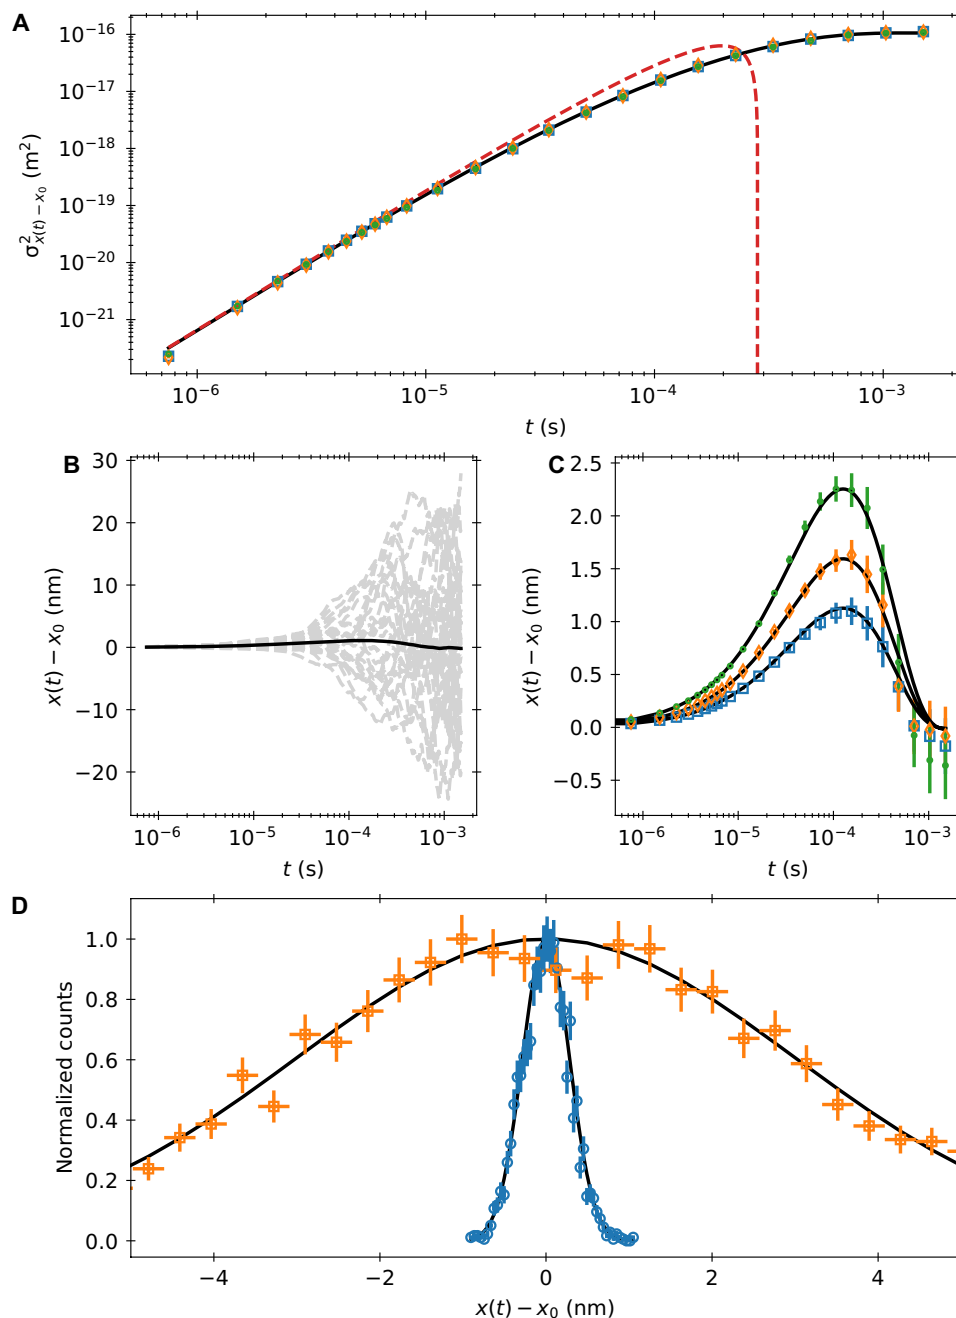 A
10⁻¹⁶
10⁻¹⁷
10⁻¹⁸
10⁻¹⁹
10⁻²⁰
10⁻²¹
σ²ₓ₍ₜ₎₋ₓ₀ (m²)
10⁻⁶ 10⁻⁵ 10⁻⁴ 10⁻³
t (s)
B
30
20
10
0
−10
−20
x(t) − x₀ (nm)
10⁻⁶ 10⁻⁵ 10⁻⁴ 10⁻³
t (s)
C
2.5
2.0
1.5
1.0
0.5
0.0
−0.5
x(t) − x₀ (nm)
10⁻⁶ 10⁻⁵ 10⁻⁴ 10⁻³
t (s)
D
1.0
0.8
0.6
0.4
0.2
0.0
Normalized counts
−4 −2 0 2 4
x(t) − x₀ (nm)